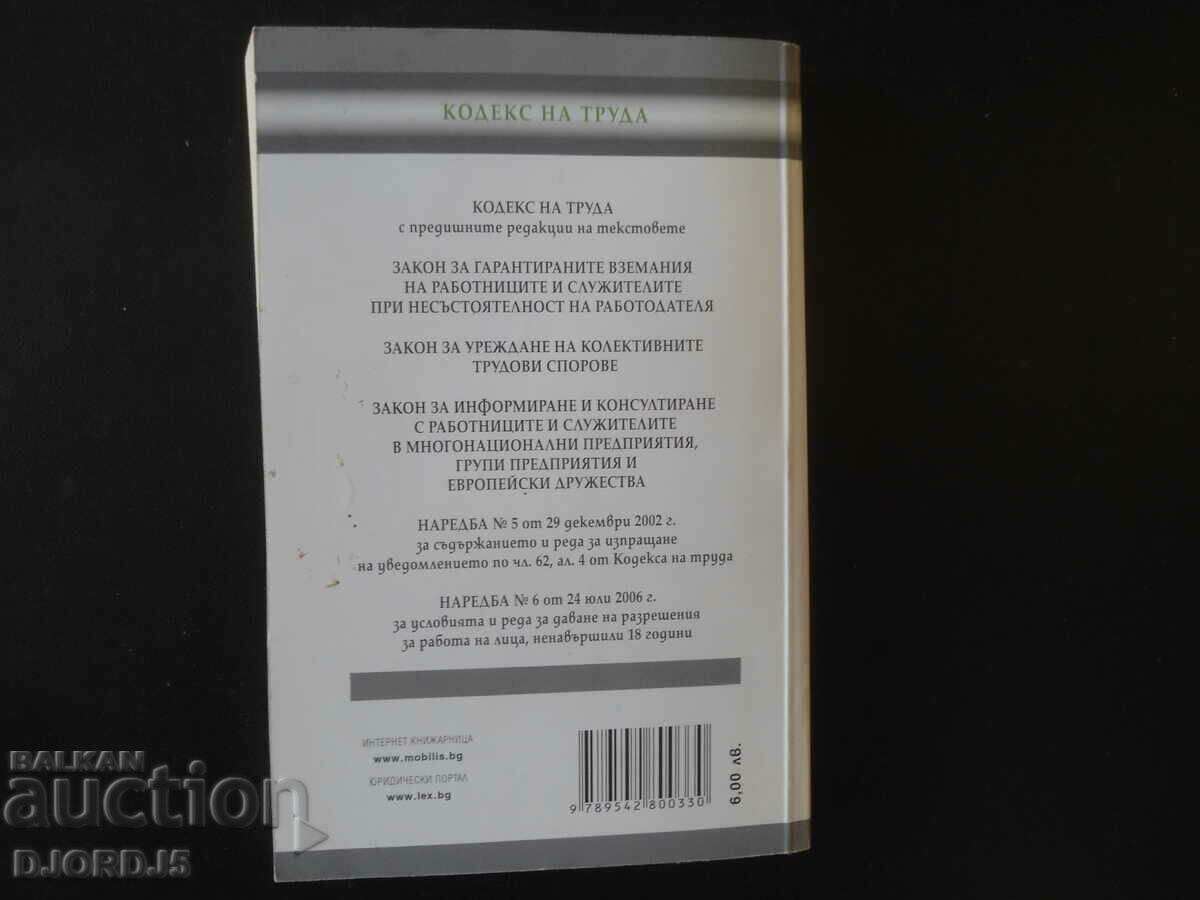 КОДЕКС НА ТРУДА
КОДЕКС НА ТРУДА
с предишните редакции на текстовете
ЗАКОН ЗА ГАРАНТИРАНИТЕ ВЗЕМАНИЯ
НА РАБОТНИЦИТЕ И СЛУЖИТЕЛИТЕ
ПРИ НЕСЪСТОЯТЕЛНОСТ НА РАБОТОДАТЕЛЯ
ЗАКОН ЗА УРЕЖДАНЕ НА КОЛЕКТИВНИТЕ
ТРУДОВИ СПОРОВЕ
ЗАКОН ЗА ИНФОРМИРАНЕ И КОНСУЛТИРАНЕ
С РАБОТНИЦИТЕ И СЛУЖИТЕЛИТЕ
В МНОГОНАЦИОНАЛНИ ПРЕДПРИЯТИЯ,
ГРУПИ ПРЕДПРИЯТИЯ И
ЕВРОПЕЙСКИ ДРУЖЕСТВА
НАРЕДБА № 5 от 29 декември 2002 г.
за съдържанието и реда за изпращане
на уведомлението по чл. 62, ал. 4 от Кодекса на труда
НАРЕДБА № 6 от 24 юли 2006 г.
за условията и реда за даване на разрешения
за работа на лица, ненавършили 18 години
ИНТЕРНЕТ КНИЖАРНИЦА
www.mobilis.bg
ЮРИДИЧЕСКИ ПОРТАЛ
www.lex.bg
9 789542 800330
6,00 лв.
BALKAN
auction
DJORDJ5